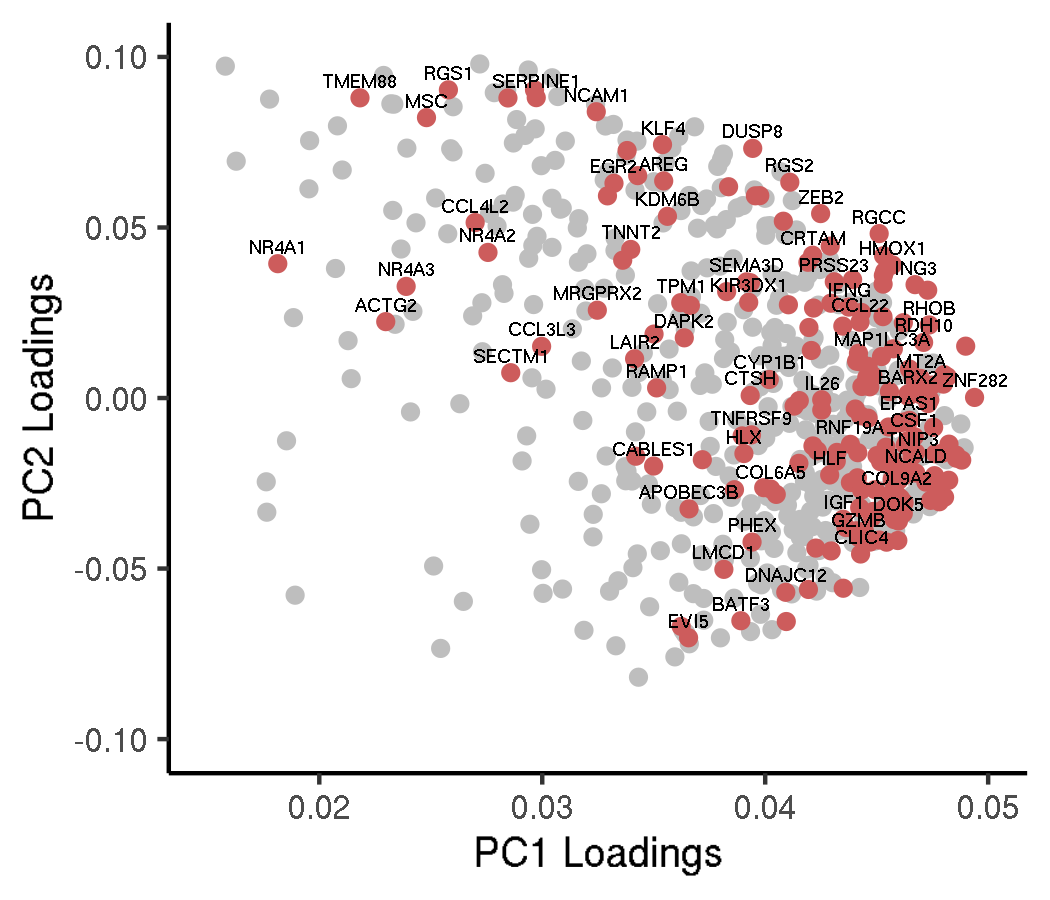 0.10
0.05
0.00
-0.05
-0.10
PC2 Loadings
TMEM88
RGS1
SERPINE1
MSC
NCAM1
KLF4
DUSP8
EGR2
AREG
RGS2
KDM6B
ZEB2
CCL4L2
NR4A2
TNNT2
RGCC
NR4A1
CRTAM
HMOX1
NR4A3
SEMA3D
PRSS23
ING3
MRGPRX2
TPM1
KIR3DX1
IFNG
ACTG2
CCL22
RHOB
CCL3L3
DAPK2
RDH10
LAIR2
MAP1LC3A
SECTM1
RAMP1
CYP1B1
MT2A
CTSH
IL26
BARX2
ZNF282
EPAS1
TNFRSF9
RNF19A
CSF1
HLX
TNIP3
CABLES1
HLF
NCALD
COL6A5
COL9A2
APOBEC3B
IGF1
DOK5
PHEX
GZMB
CLIC4
LMCD1
DNAJC12
BATF3
EVI5
0.02
0.03
0.04
0.05
PC1 Loadings